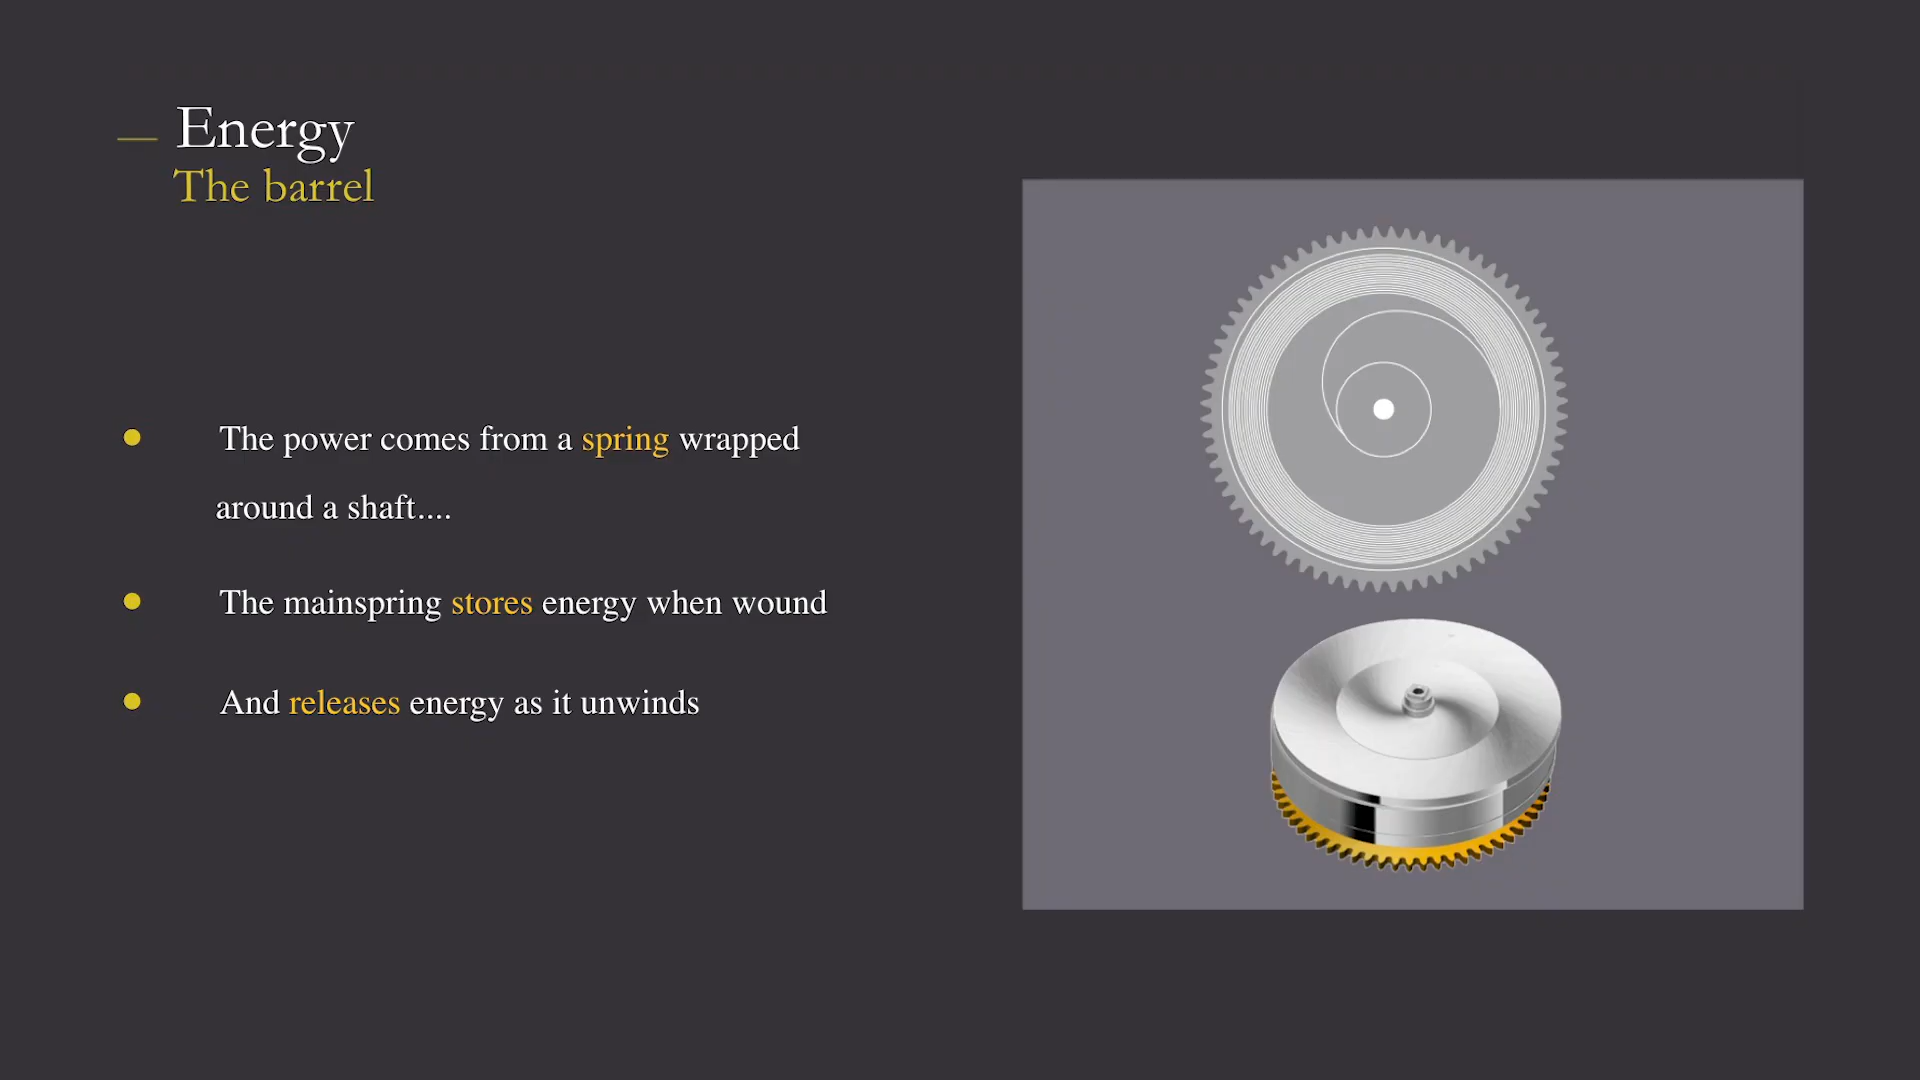 Energy
The barrel
The power comes from a spring wrapped
around a shaft....
The mainspring stores energy when wound
And releases energy as it unwinds